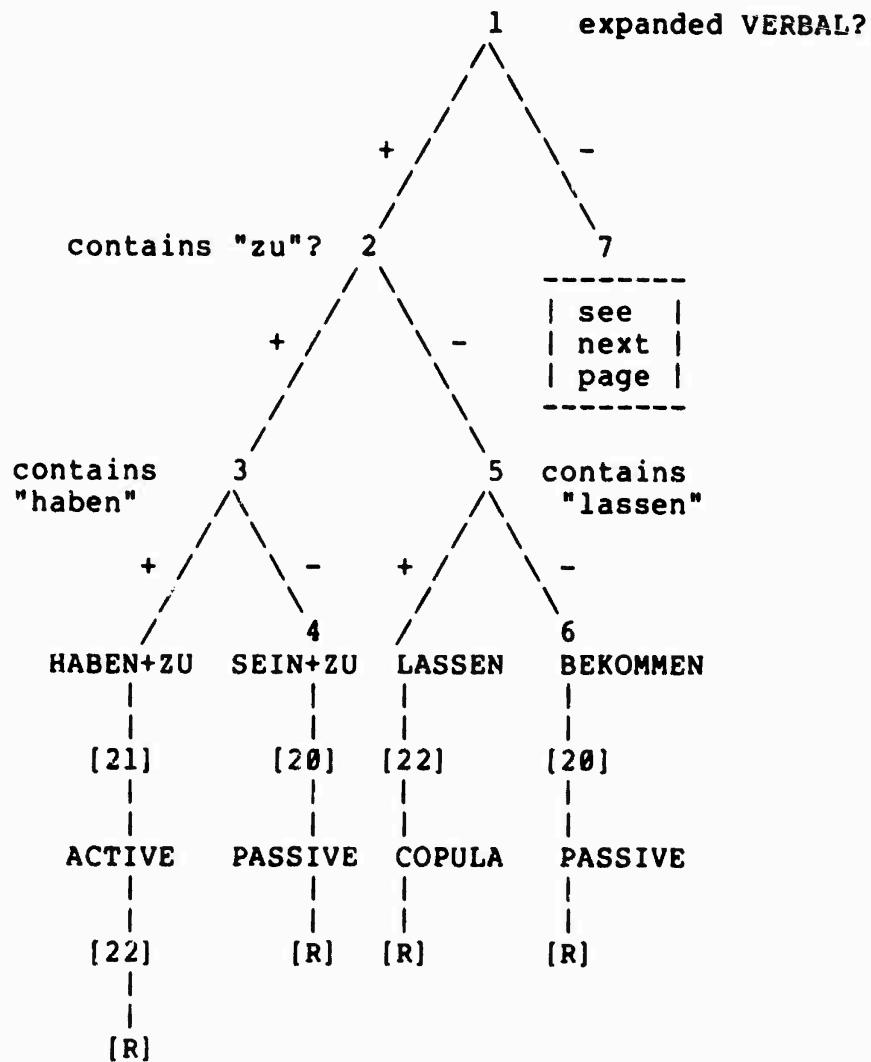 1 expanded VERBAL?
+ -
contains "zu"? 2 7
see
+ - next
page
contains 3 5 contains
"haben" "lassen"
+ - + -
4 6
HABEN+ZU SEIN+ZU LASSEN BEKOMMEN
[21] [20] [22] [20]
ACTIVE PASSIVE COPULA PASSIVE
[22] [R] [R] [R]
[R]